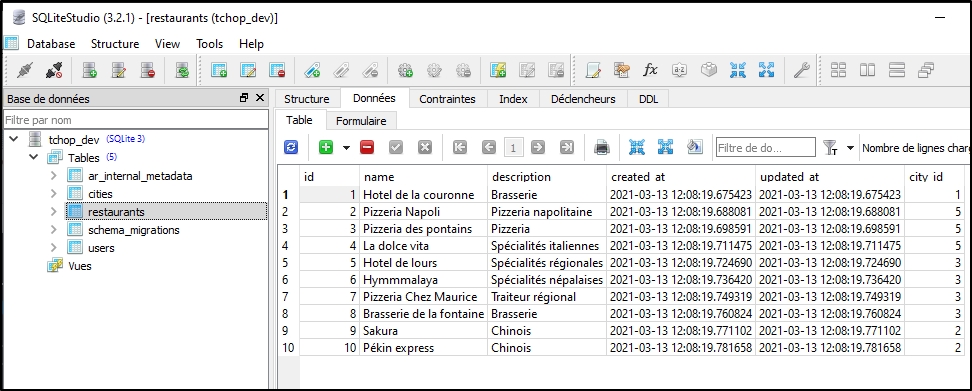 SQLiteStudio (3.2.1) - [restaurants (tchop_dev)]
Database Structure View Tools Help
Base de données
Filtre par nom
tchop_dev (SQLite 3)
Tables (5)
ar_internal_metadata
cities
restaurants
schema_migrations
users
Vues
Structure Données Contraintes Index Déclencheurs DDL
Table Formulaire
1 Filtre de do... Nombre de lignes charg
id name description created_at updated_at city_id
1 1 Hotel de la couronne Brasserie 2021-03-13 12:08:19.675423 2021-03-13 12:08:19.675423 1
2 2 Pizzeria Napoli Pizzeria napolitaine 2021-03-13 12:08:19.688081 2021-03-13 12:08:19.688081 5
3 3 Pizzeria des pontains Pizzeria 2021-03-13 12:08:19.698591 2021-03-13 12:08:19.698591 5
4 4 La dolce vita Spécialités italiennes 2021-03-13 12:08:19.711475 2021-03-13 12:08:19.711475 5
5 5 Hotel de lours Spécialités régionales 2021-03-13 12:08:19.724690 2021-03-13 12:08:19.724690 3
6 6 Hymmmalaya Spécialités népalaises 2021-03-13 12:08:19.736420 2021-03-13 12:08:19.736420 3
7 7 Pizzeria Chez Maurice Traiteur régional 2021-03-13 12:08:19.749319 2021-03-13 12:08:19.749319 3
8 8 Brasserie de la fontaine Brasserie 2021-03-13 12:08:19.760824 2021-03-13 12:08:19.760824 3
9 9 Sakura Chinois 2021-03-13 12:08:19.771102 2021-03-13 12:08:19.771102 2
10 10 Pékin express Chinois 2021-03-13 12:08:19.781658 2021-03-13 12:08:19.781658 2